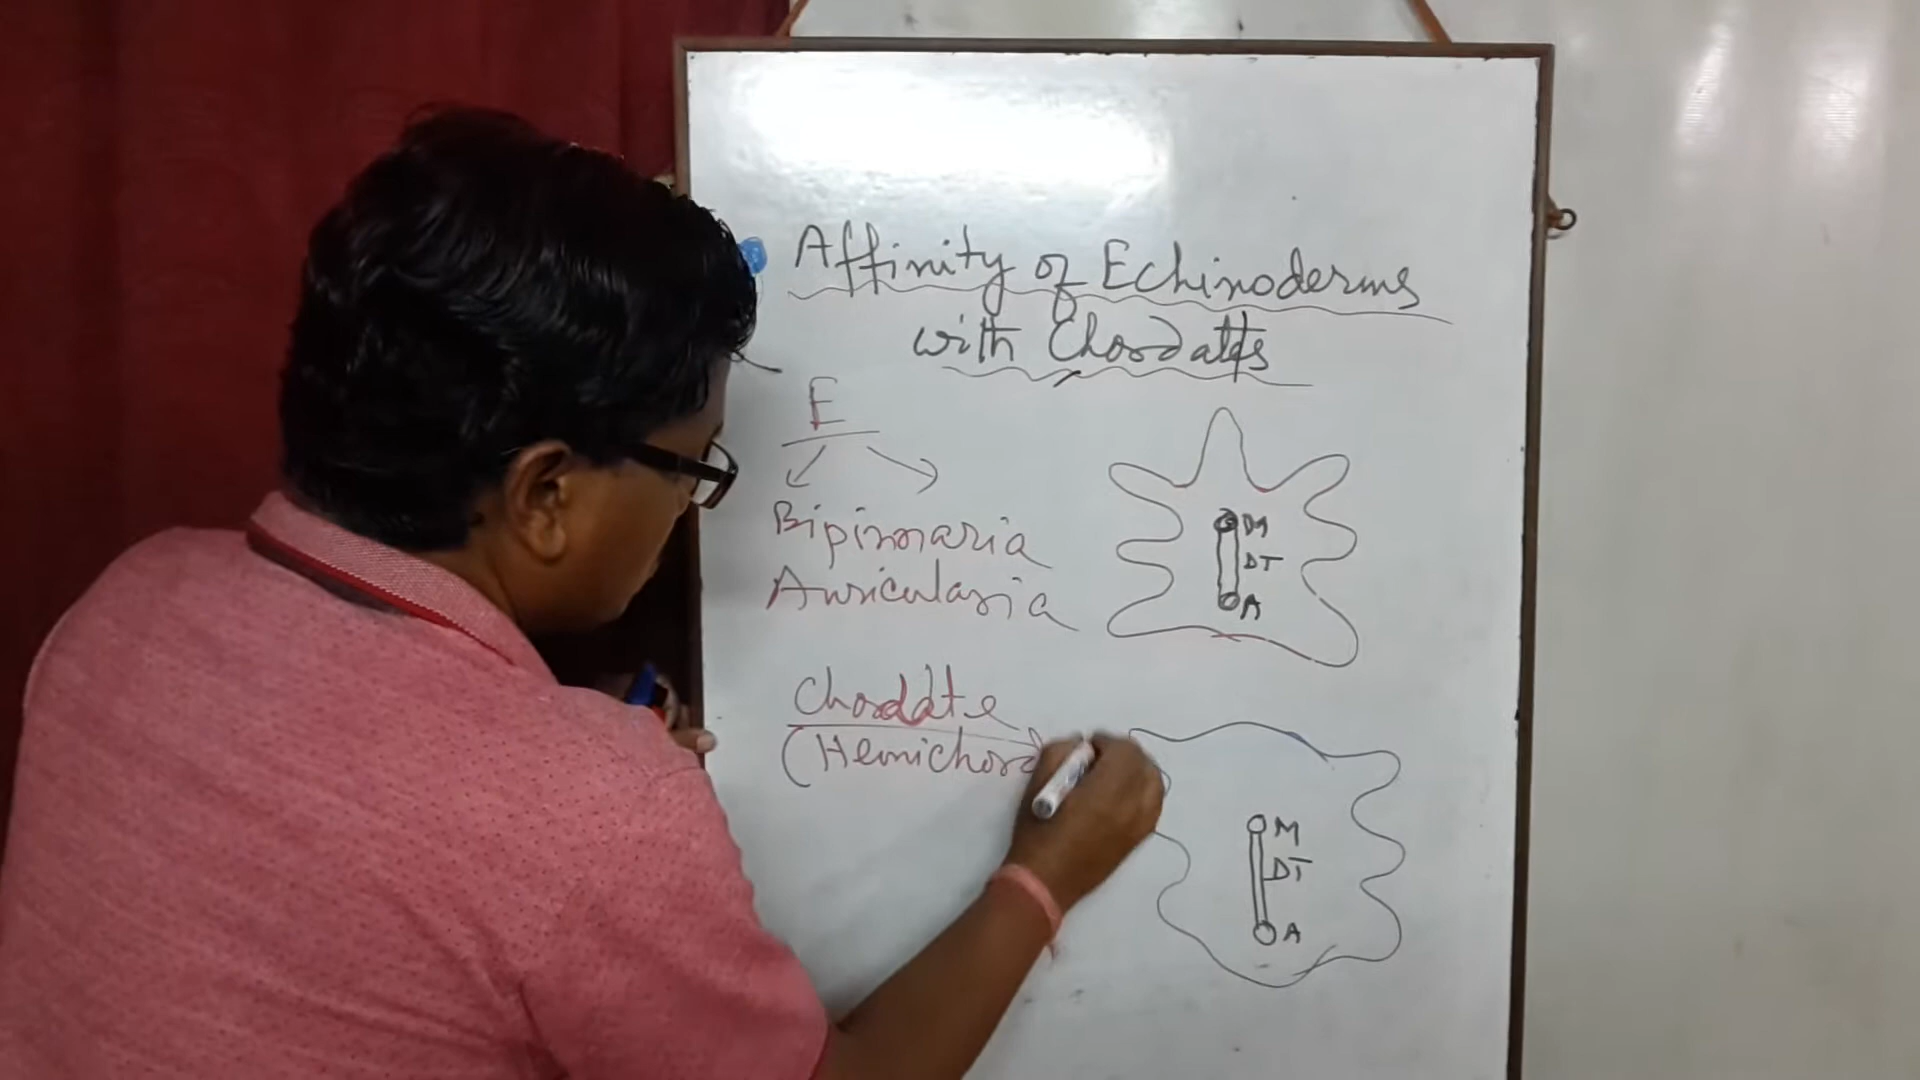 Affinity of Echinoderms
with Chordates
E
Bipinnaria
Auricularia
M
DT
A
Chordate
(Hemichord
M
DT
A